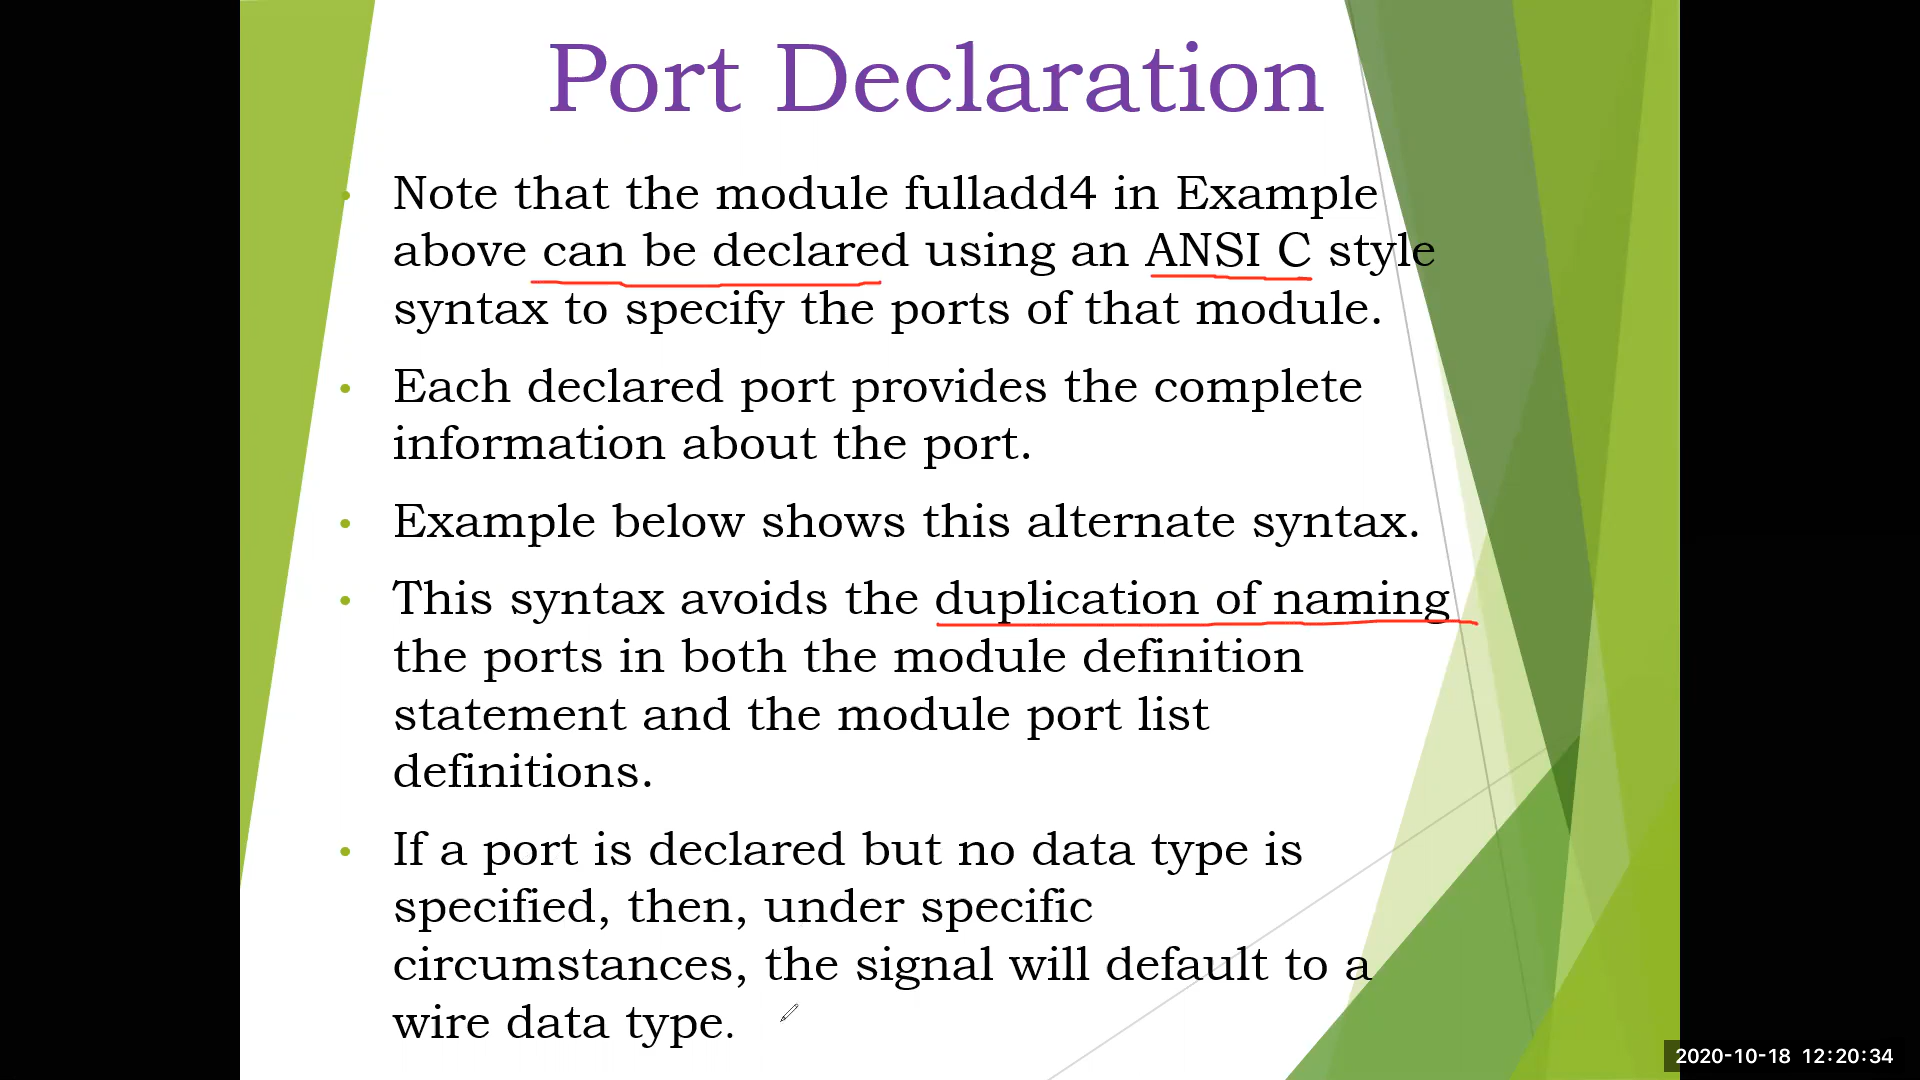 Port Declaration
• Note that the module fulladd4 in Example
above can be declared using an ANSI C style
syntax to specify the ports of that module.
• Each declared port provides the complete
information about the port.
• Example below shows this alternate syntax.
• This syntax avoids the duplication of naming
the ports in both the module definition
statement and the module port list
definitions.
• If a port is declared but no data type is
specified, then, under specific
circumstances, the signal will default to a
wire data type.
2020-10-18 12:20:34